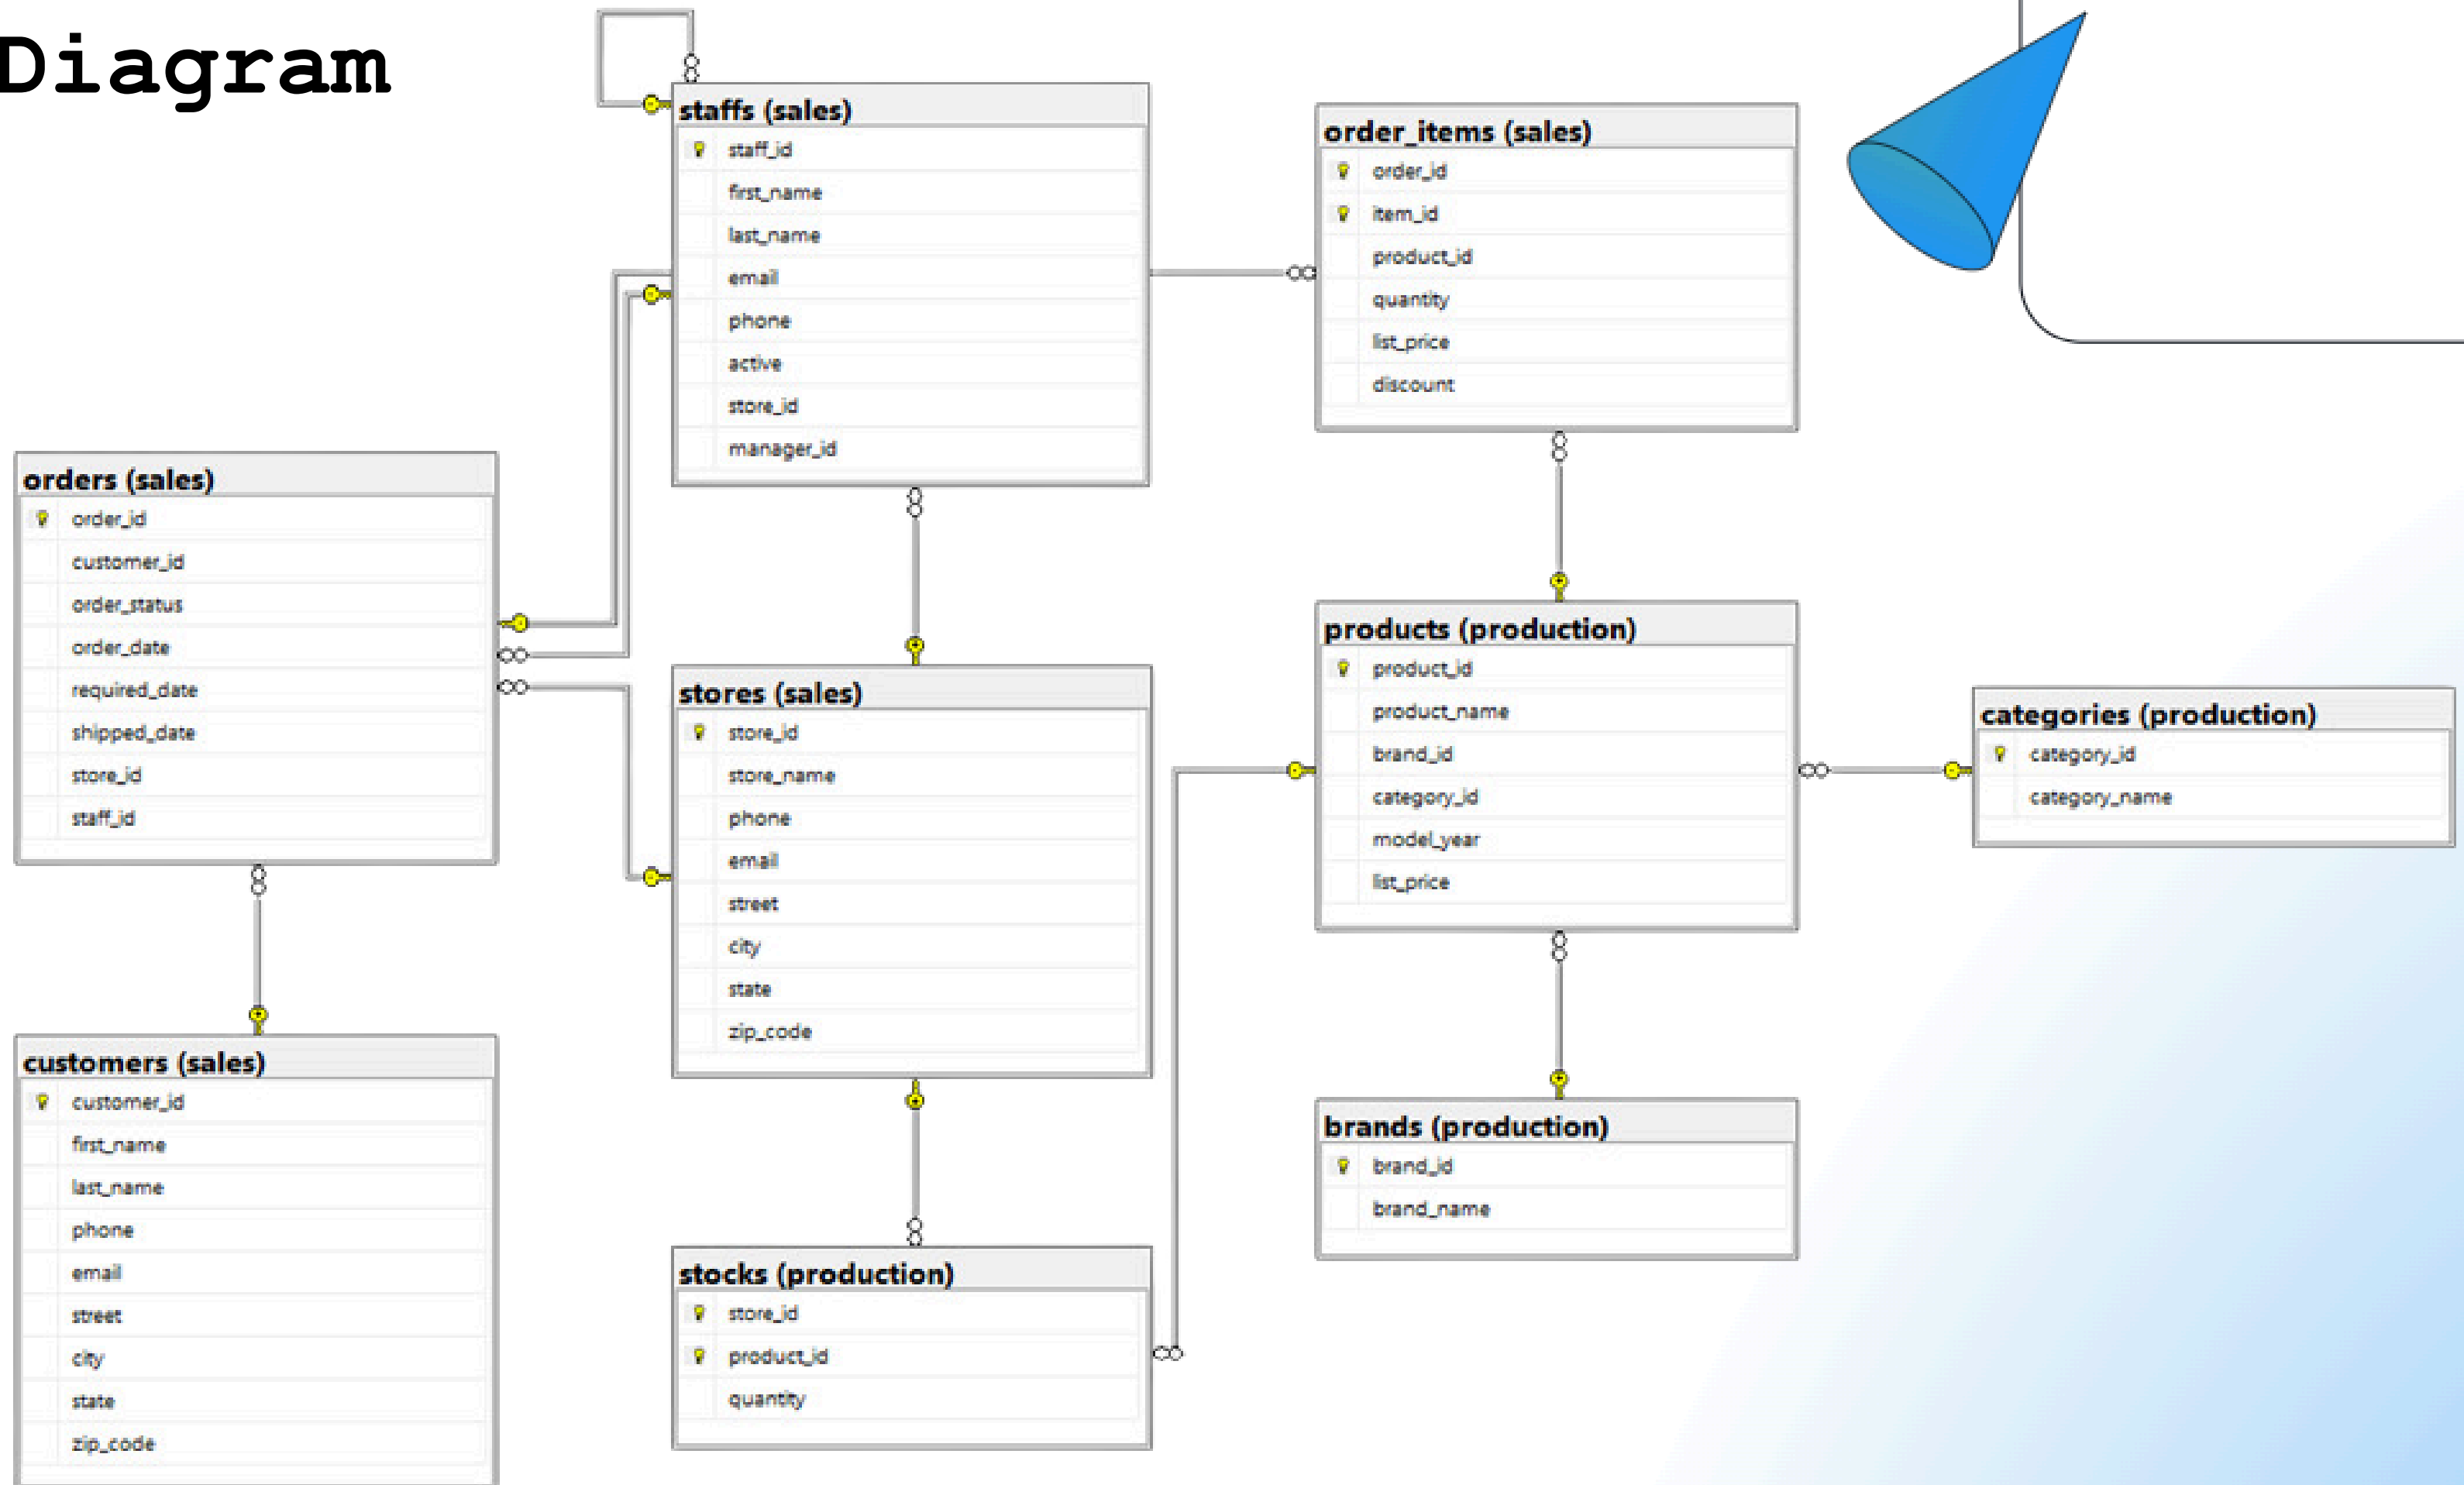 Diagram
staffs (sales)
staff_id
first_name
last_name
email
phone
active
store_id
manager_id
order_items (sales)
order_id
item_id
product_id
quantity
list_price
discount
orders (sales)
order_id
customer_id
order_status
order_date
required_date
shipped_date
store_id
staff_id
stores (sales)
store_id
store_name
phone
email
street
city
state
zip_code
products (production)
product_id
product_name
brand_id
category_id
model_year
list_price
categories (production)
category_id
category_name
customers (sales)
customer_id
first_name
last_name
phone
email
street
city
state
zip_code
stocks (production)
store_id
product_id
quantity
brands (production)
brand_id
brand_name